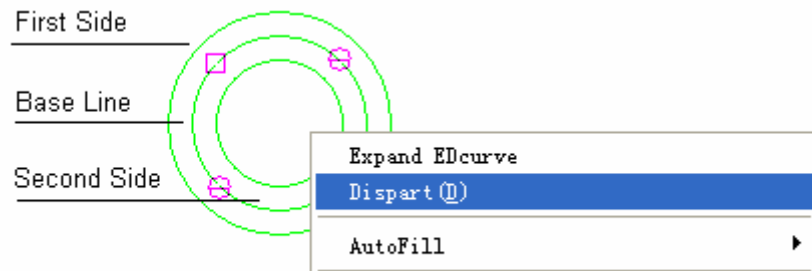 First Side
Base Line
Second Side
Expand EDcurve
Dispart(D)
AutoFill